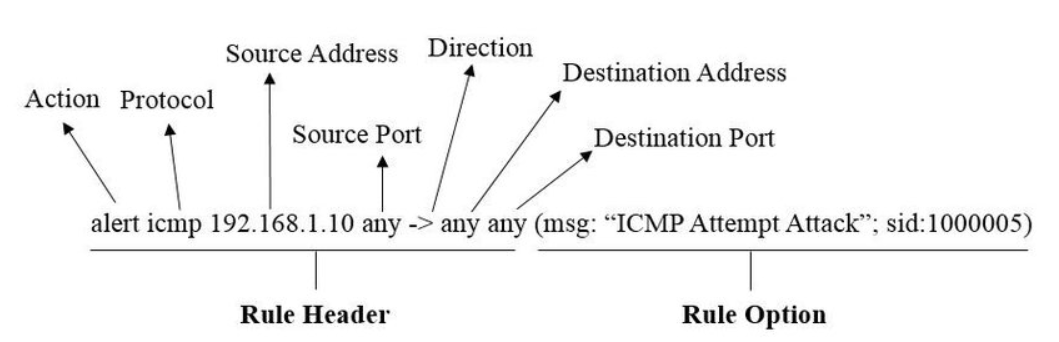 Source Address
Direction
Destination Address
Action
Protocol
Source Port
Destination Port
alert icmp 192.168.1.10 any -> any any (msg: “ICMP Attempt Attack”; sid:1000005)
Rule Header
Rule Option